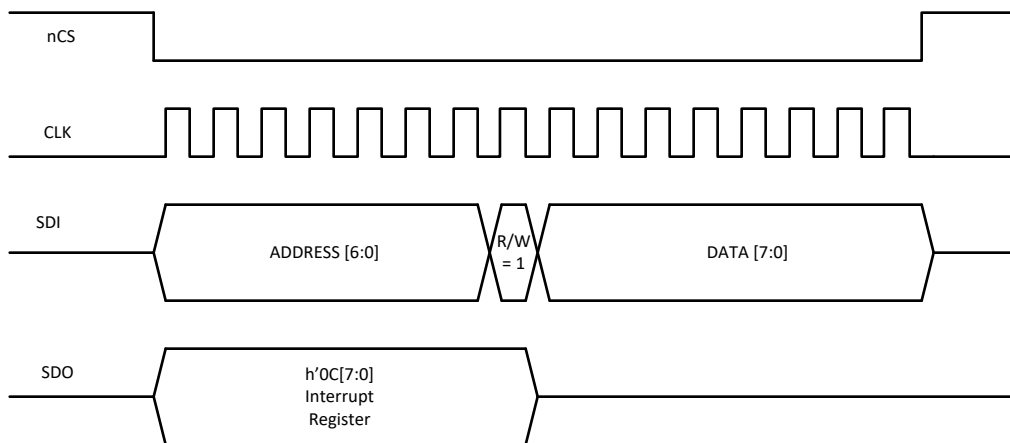 nCS
CLK
SDI
ADDRESS [6:0]
R/W
= 1
DATA [7:0]
SDO
h’0C[7:0]
Interrupt
Register